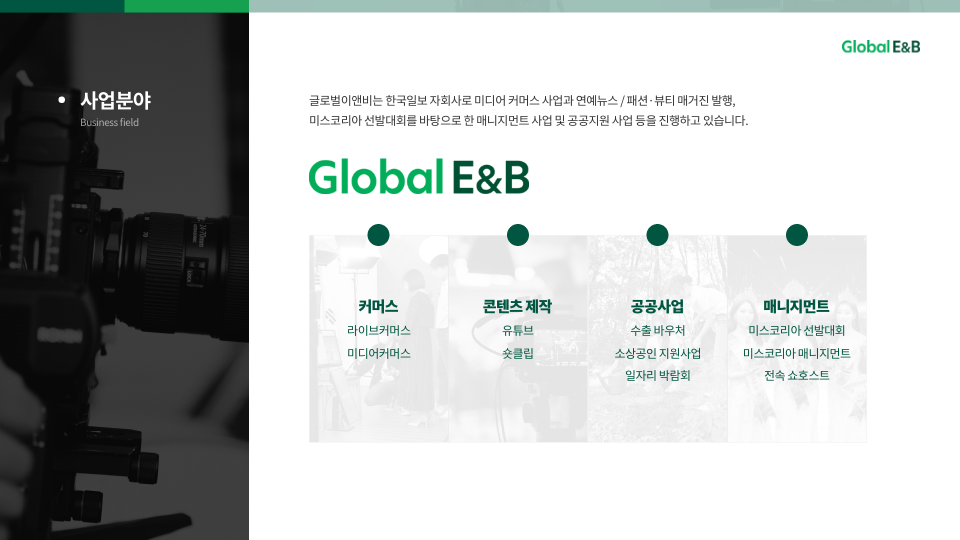 Global E&B
사업분야
Business field
글로벌이앤비는 한국일보 자회사로 미디어 커머스 사업과 연예뉴스 / 패션·뷰티 매거진 발행,
미스코리아 선발대회를 바탕으로 한 매니지먼트 사업 및 공공지원 사업 등을 진행하고 있습니다.
Global E&B
커머스
라이브커머스
미디어커머스
콘텐츠 제작
유튜브
숏클립
공공사업
수출 바우처
소상공인 지원사업
일자리 박람회
매니지먼트
미스코리아 선발대회
미스코리아 매니지먼트
전속 쇼호스트